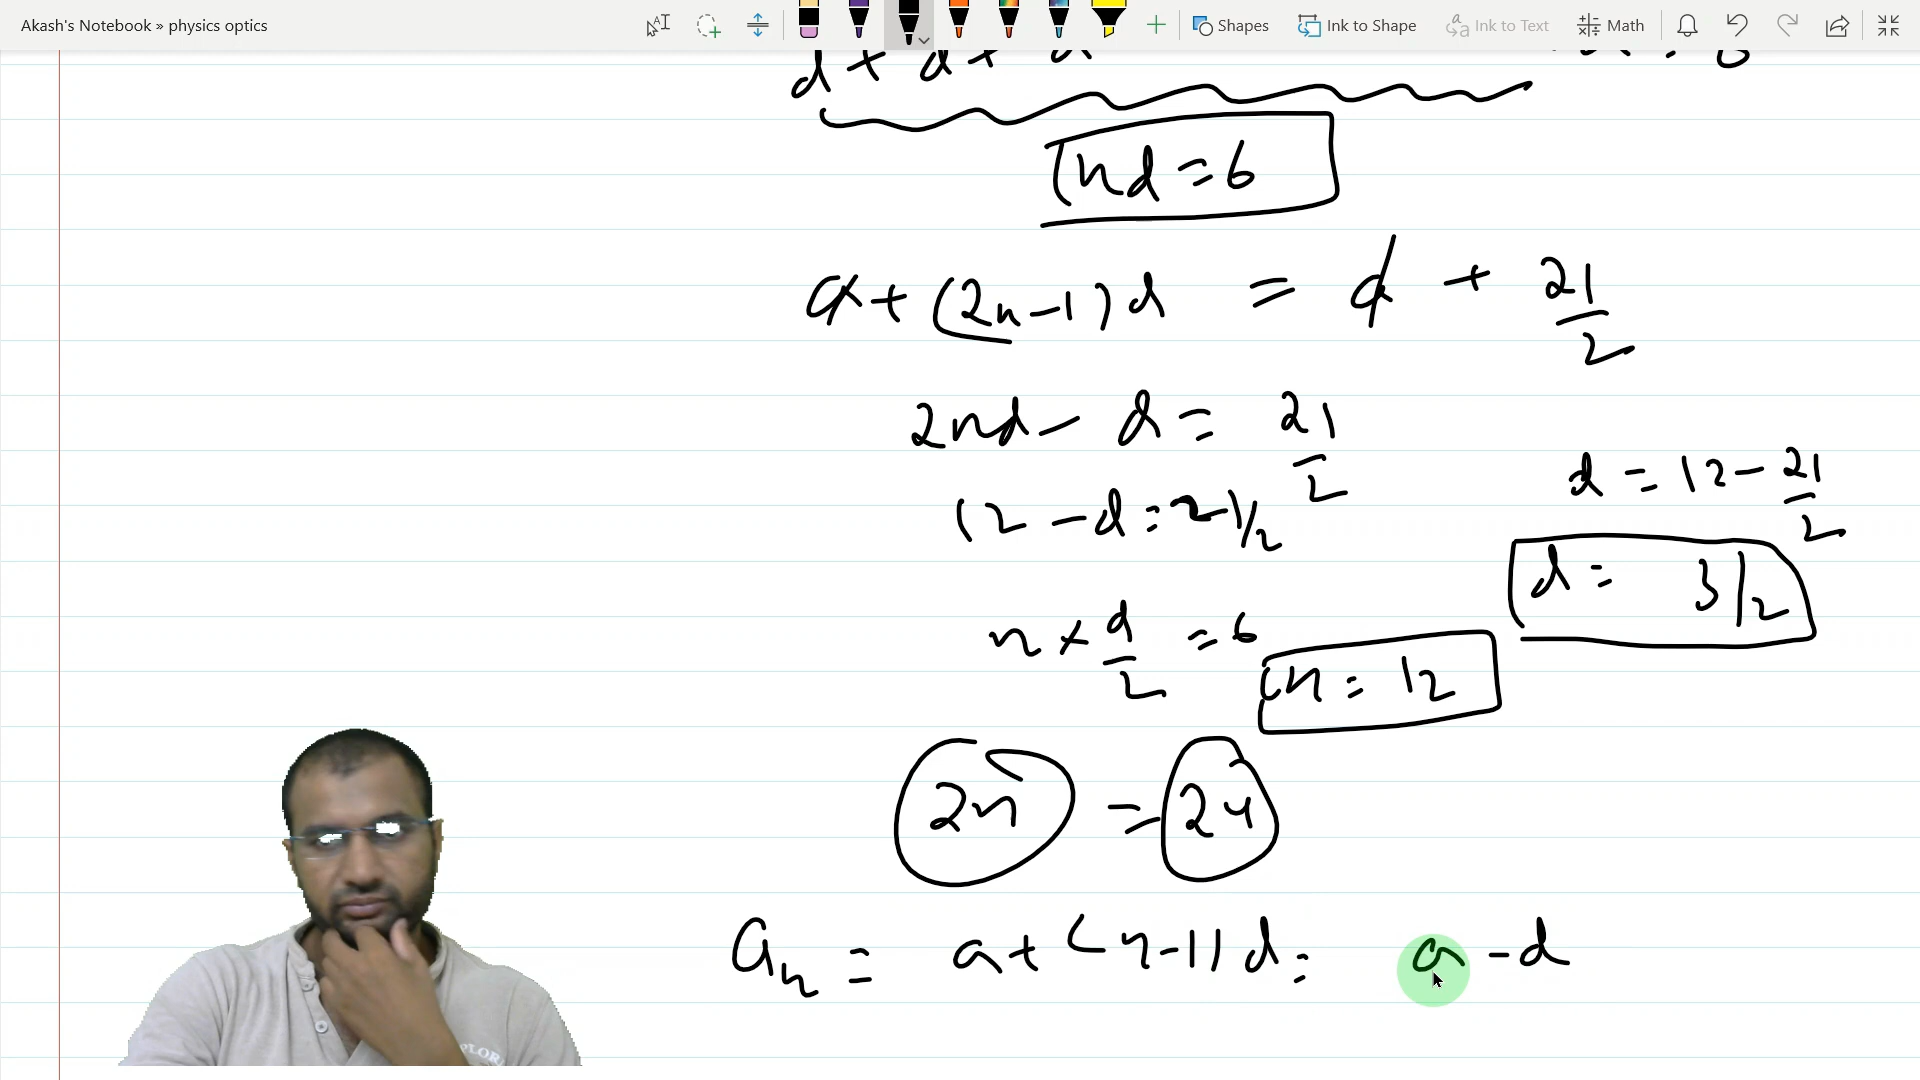 Akash's Notebook » physics optics
Shapes Ink to Shape Ink to Text Math
d + d + d
nd = 6
a + (2n-1)d = a + 21/2
2nd - d = 21/2
12 - d = 21/2
d = 12 - 21/2
d = 3/2
n × d/2 = 6
n = 12
2n = 24
an = a + (n-1)d = a - d
PLOR